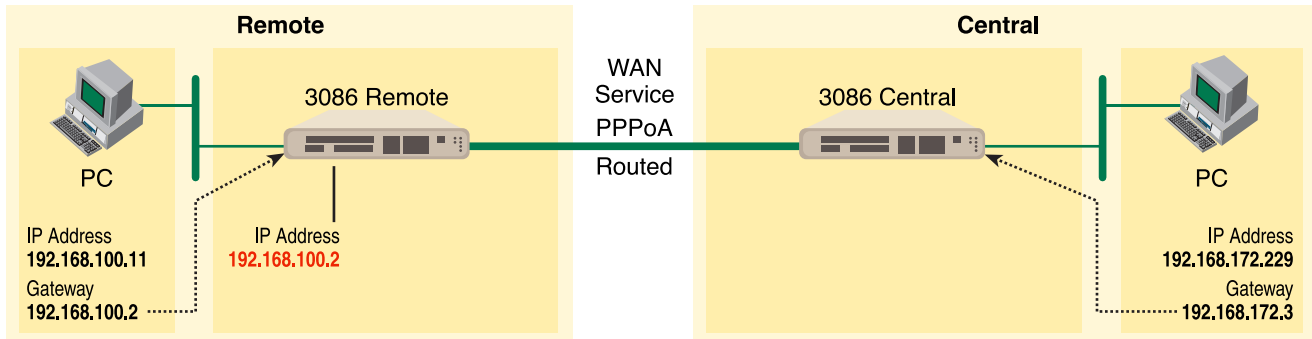 Remote
Central
WAN
Service
PPPoA
Routed
3086 Remote
3086 Central
PC
PC
IP Address
192.168.100.11
Gateway
192.168.100.2
IP Address
192.168.100.2
IP Address
192.168.172.229
Gateway
192.168.172.3